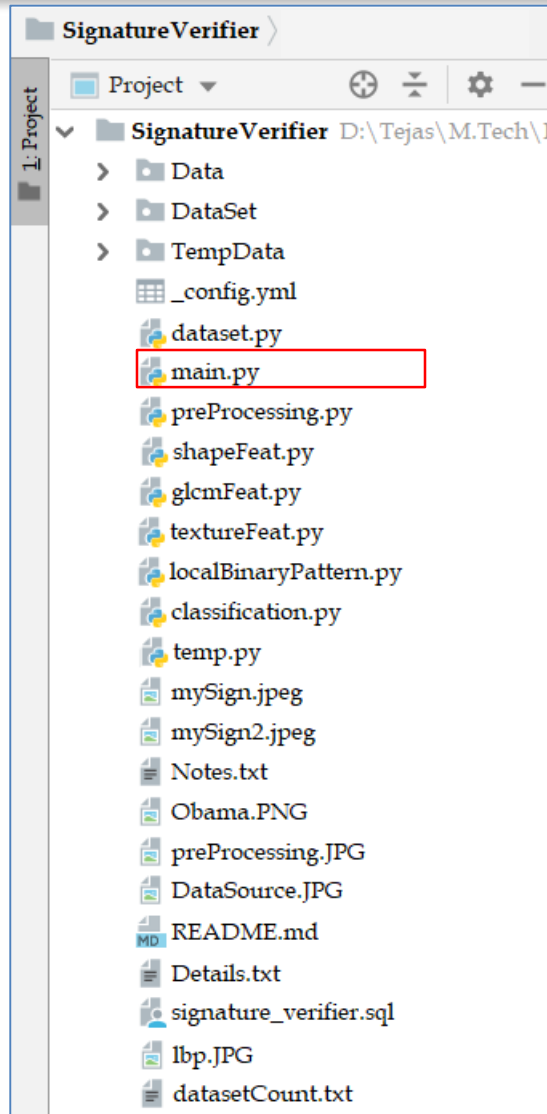 SignatureVerifier
1: Project
Project
SignatureVerifier D:\Tejas\M.Tech\
Data
DataSet
TempData
_config.yml
dataset.py
main.py
preProcessing.py
shapeFeat.py
glcmFeat.py
textureFeat.py
localBinaryPattern.py
classification.py
temp.py
mySign.jpeg
mySign2.jpeg
Notes.txt
Obama.PNG
preProcessing.JPG
DataSource.JPG
MD README.md
Details.txt
signature_verifier.sql
lbp.JPG
datasetCount.txt